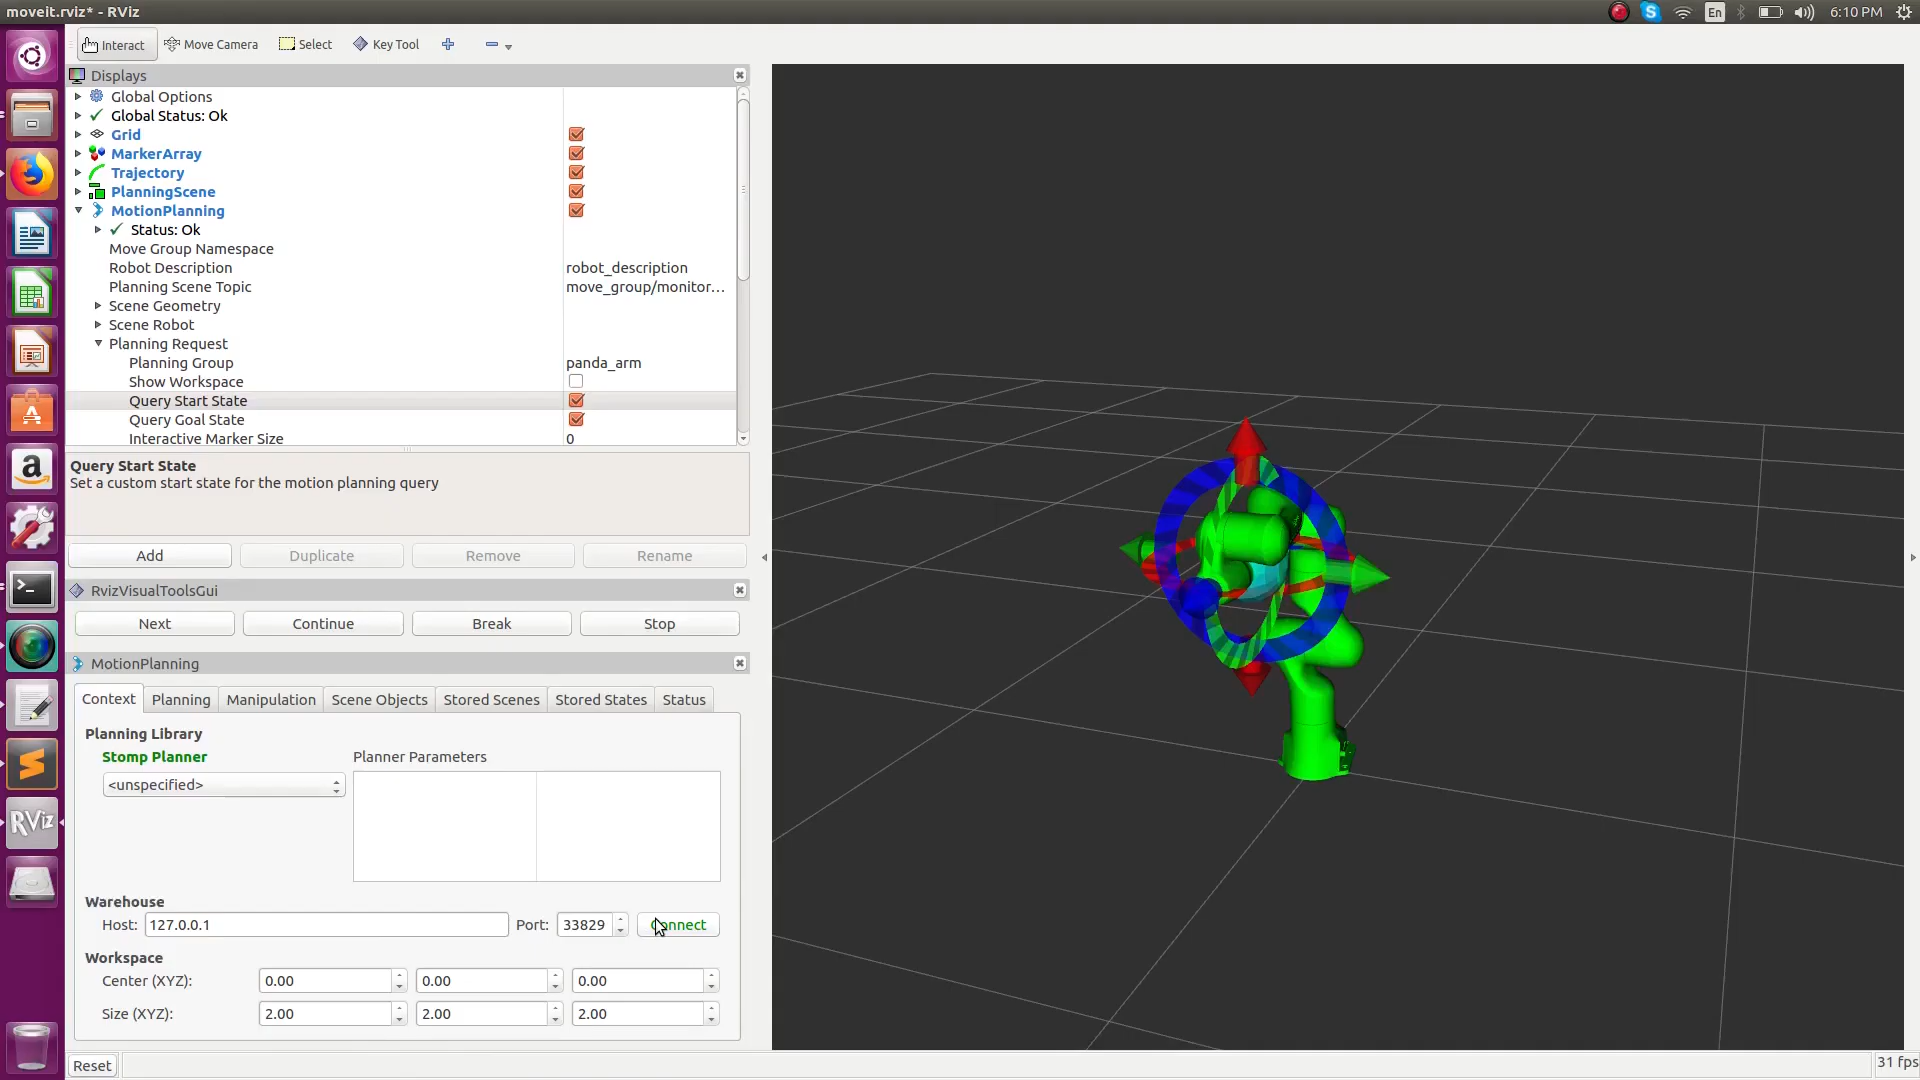 moveit.rviz* - RViz
En
6:10 PM
Interact
Move Camera
Select
Key Tool
Displays
Global Options
Global Status: Ok
Grid
MarkerArray
Trajectory
PlanningScene
MotionPlanning
Status: Ok
Move Group Namespace
Robot Description robot_description
Planning Scene Topic move_group/monitor...
Scene Geometry
Scene Robot
Planning Request
Planning Group panda_arm
Show Workspace
Query Start State
Query Goal State
Interactive Marker Size 0
Query Start State
Set a custom start state for the motion planning query
Add Duplicate Remove Rename
RvizVisualToolsGui
Next Continue Break Stop
MotionPlanning
Context Planning Manipulation Scene Objects Stored Scenes Stored States Status
Planning Library
Stomp Planner Planner Parameters
<unspecified>
Warehouse
Host: 127.0.0.1 Port: 33829 Connect
Workspace
Center (XYZ): 0.00 0.00 0.00
Size (XYZ): 2.00 2.00 2.00
Reset
31 fps
RViz